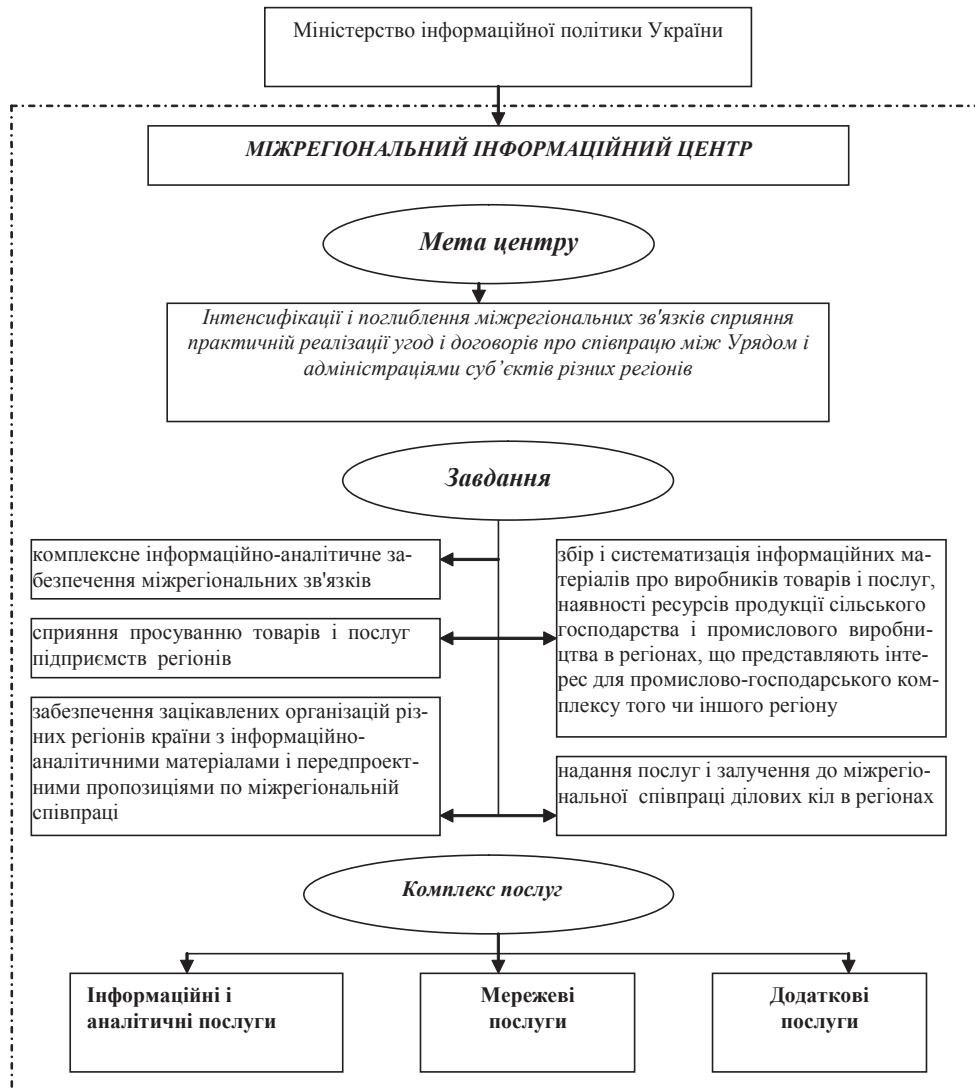 Міністерство інформаційної політики України
МІЖРЕГІОНАЛЬНИЙ ІНФОРМАЦІЙНИЙ ЦЕНТР
Мета центру
Інтенсифікації і поглиблення міжрегіональних зв'язків сприяння
практичній реалізації угод і договорів про співпрацю між Урядом і
адміністраціями суб’єктів різних регіонів
Завдання
комплексне інформаційно-аналітичне за-
безпечення міжрегіональних зв'язків
сприяння просуванню товарів і послуг
підприємств регіонів
забезпечення зацікавлених організацій різ-
них регіонів країни з інформаційно-
аналітичними матеріалами і передпроект-
ними пропозиціями по міжрегіональній
співпраці
збір і систематизація інформаційних ма-
теріалів про виробників товарів і послуг,
наявності ресурсів продукції сільського
господарства і промислового виробни-
цтва в регіонах, що представляють інте-
рес для промислово-господарського ком-
плексу того чи іншого регіону
надання послуг і залучення до міжрегіо-
нальної співпраці ділових кіл в регіонах
Комплекс послуг
Інформаційні і
аналітичні послуги
Мережеві
послуги
Додаткові
послуги